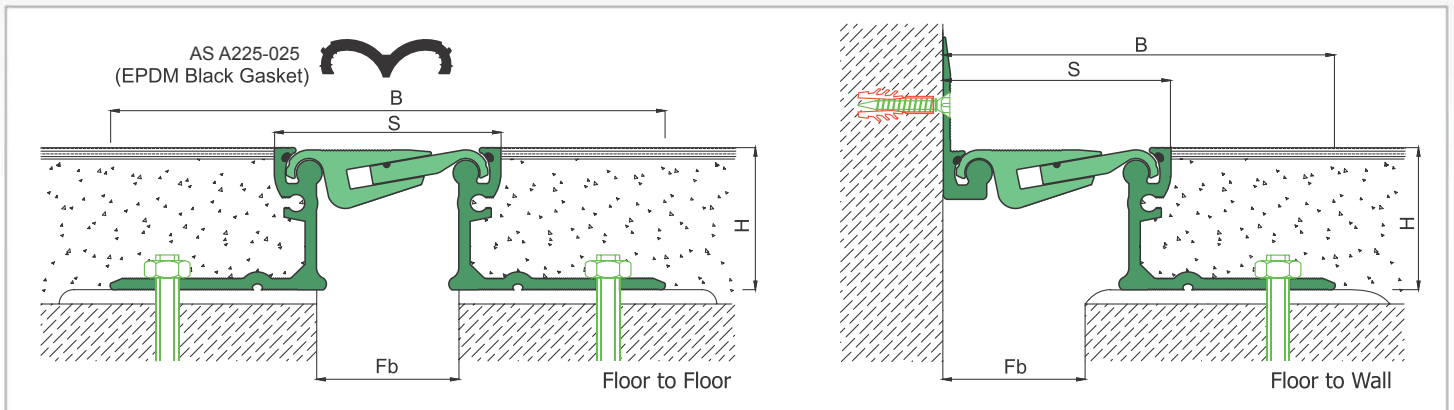 AS A225-025
(EPDM Black Gasket)
B
S
H
Fb
Floor to Floor
B
S
H
Fb
Floor to Wall